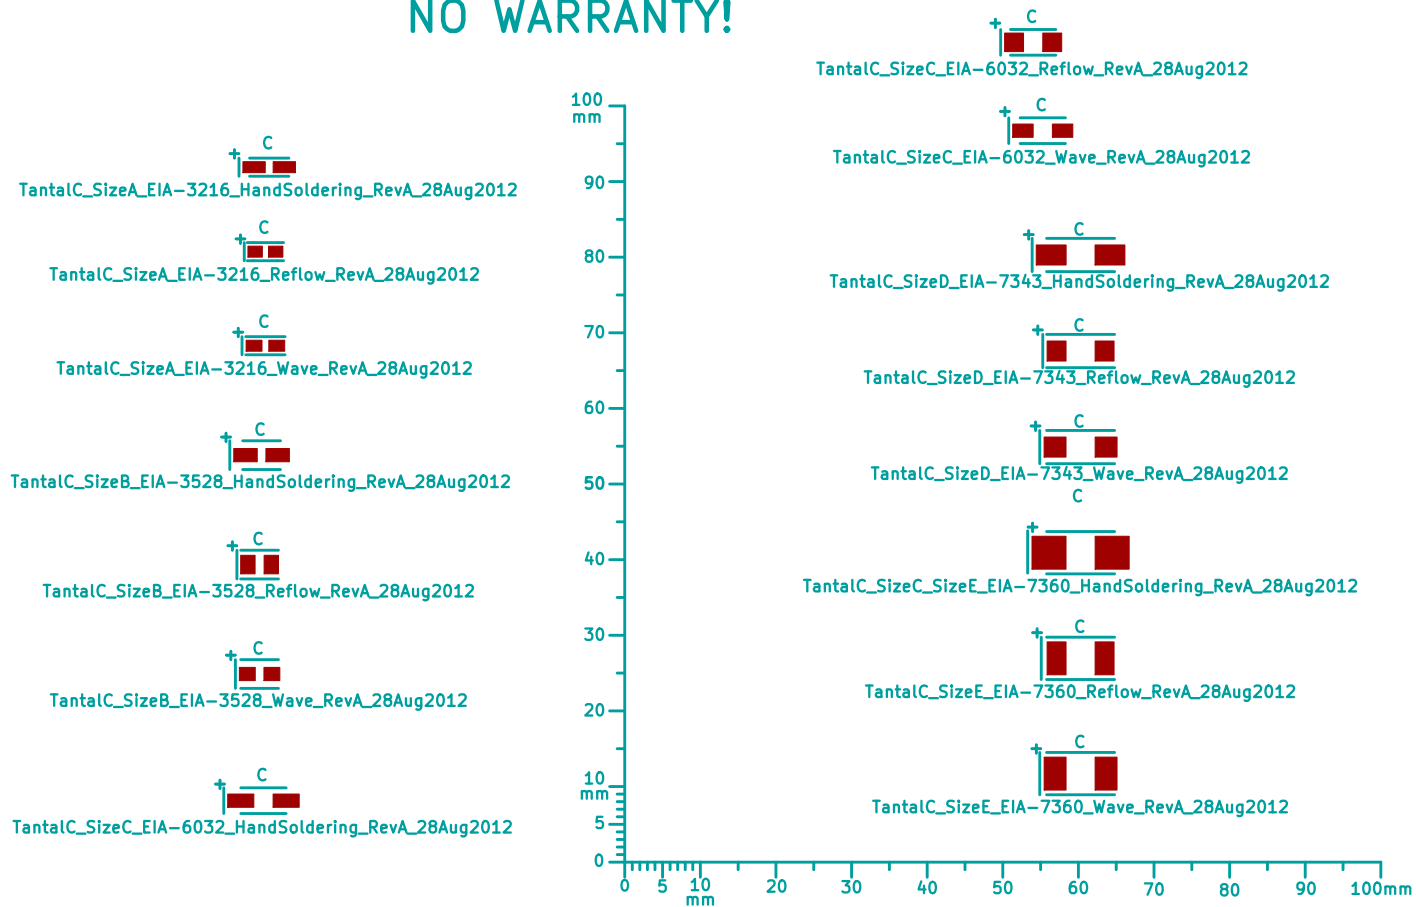 NO WARRANTY!
+ C
TantalC_SizeA_EIA-3216_HandSoldering_RevA_28Aug2012
+ C
TantalC_SizeA_EIA-3216_Reflow_RevA_28Aug2012
+ C
TantalC_SizeA_EIA-3216_Wave_RevA_28Aug2012
+ C
TantalC_SizeB_EIA-3528_HandSoldering_RevA_28Aug2012
+ C
TantalC_SizeB_EIA-3528_Reflow_RevA_28Aug2012
+ C
TantalC_SizeB_EIA-3528_Wave_RevA_28Aug2012
+ C
TantalC_SizeC_EIA-6032_HandSoldering_RevA_28Aug2012
100
mm
90
80
70
60
50
40
30
20
10
mm
5
0
0 5 10 20 30 40 50 60 70 80 90 100mm
mm
+ C
TantalC_SizeC_EIA-6032_Reflow_RevA_28Aug2012
+ C
TantalC_SizeC_EIA-6032_Wave_RevA_28Aug2012
+ C
TantalC_SizeD_EIA-7343_HandSoldering_RevA_28Aug2012
+ C
TantalC_SizeD_EIA-7343_Reflow_RevA_28Aug2012
+ C
TantalC_SizeD_EIA-7343_Wave_RevA_28Aug2012
C
+
TantalC_SizeC_SizeE_EIA-7360_HandSoldering_RevA_28Aug2012
+ C
TantalC_SizeE_EIA-7360_Reflow_RevA_28Aug2012
+ C
TantalC_SizeE_EIA-7360_Wave_RevA_28Aug2012